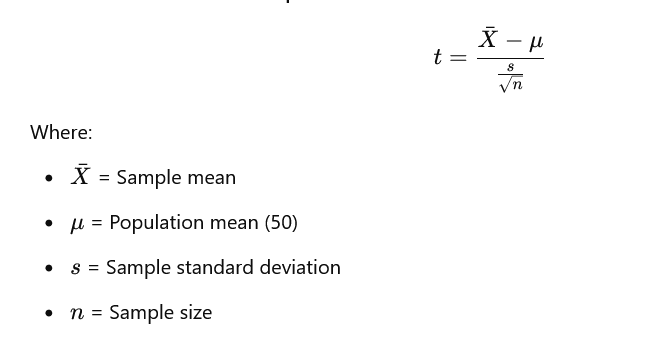 t = X̄ − μ / s / √n
Where:
• X̄ = Sample mean
• μ = Population mean (50)
• s = Sample standard deviation
• n = Sample size